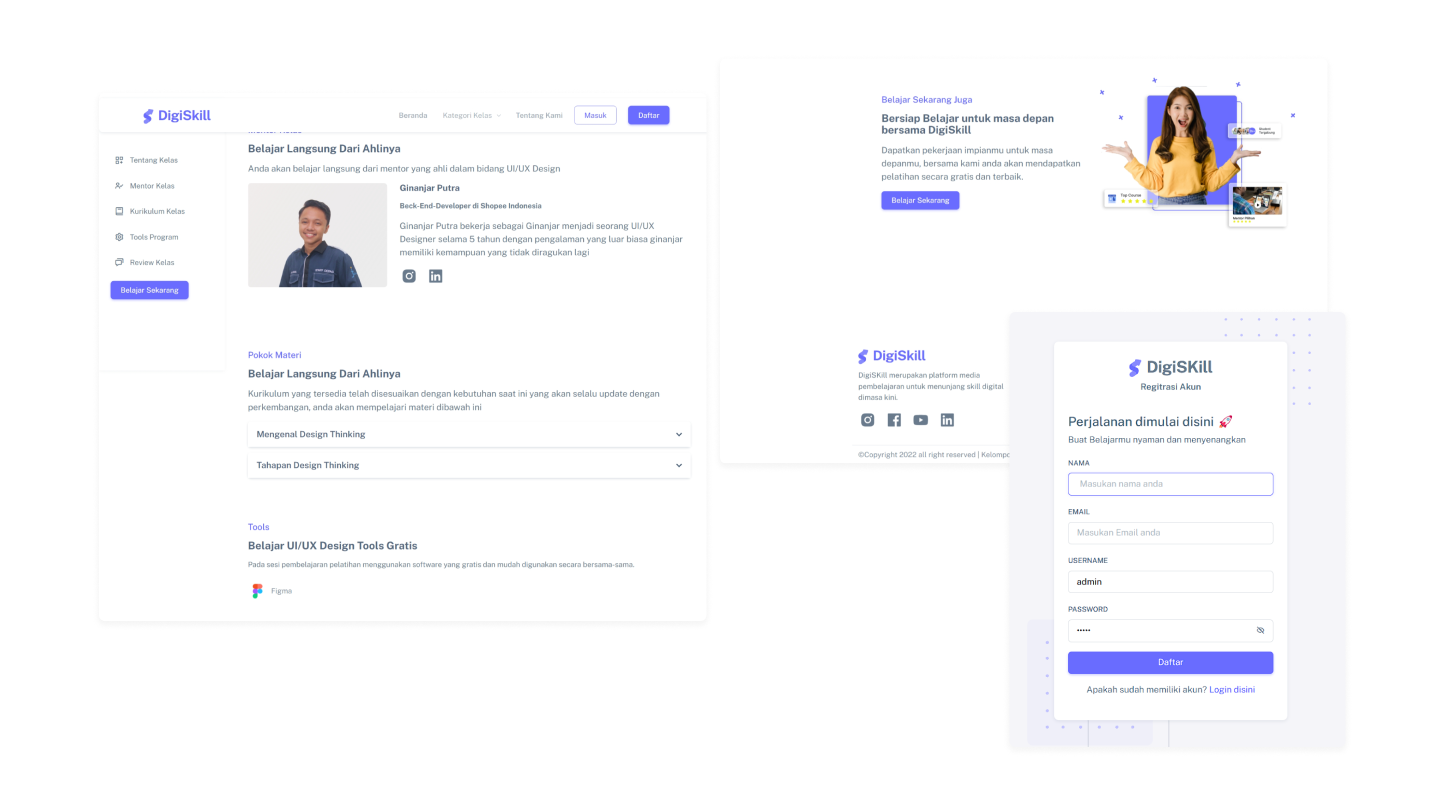 DigiSkill
Beranda
Kategori Kelas
Tentang Kami
Masuk
Daftar
Tentang Kelas
Mentor Kelas
Kurikulum Kelas
Tools Program
Review Kelas
Belajar Sekarang
Belajar Langsung Dari Ahlinya
Anda akan belajar langsung dari mentor yang ahli dalam bidang UI/UX Design
Ginanjar Putra
Beck-End-Developer di Shopee Indonesia
Ginanjar Putra bekerja sebagai Ginanjar menjadi seorang UI/UX
Designer selama 5 tahun dengan pengalaman yang luar biasa ginanjar
memiliki kemampuan yang tidak diragukan lagi
Pokok Materi
Belajar Langsung Dari Ahlinya
Kurikulum yang tersedia telah disesuaikan dengan kebutuhan saat ini yang akan selalu update dengan
perkembangan, anda akan mempelajari materi dibawah ini
Mengenal Design Thinking
Tahapan Design Thinking
Tools
Belajar UI/UX Design Tools Gratis
Pada sesi pembelajaran pelatihan menggunakan software yang gratis dan mudah digunakan secara bersama-sama.
Figma
Belajar Sekarang Juga
Bersiap Belajar untuk masa depan
bersama DigiSkill
Dapatkan pekerjaan impianmu untuk masa
depanmu, bersama kami anda akan mendapatkan
pelatihan secara gratis dan terbaik.
Belajar Sekarang
Top Course
DigiSkill
DigiSKill merupakan platform media
pembelajaran untuk menunjang skill digital
dimasa kini.
©Copyright 2022 all right reserved | Kelompo
DigiSKill
Regitrasi Akun
Perjalanan dimulai disini 🚀
Buat Belajarmu nyaman dan menyenangkan
NAMA
Masukan nama anda
EMAIL
Masukan Email anda
USERNAME
admin
PASSWORD
•••••
Daftar
Apakah sudah memiliki akun? Login disini